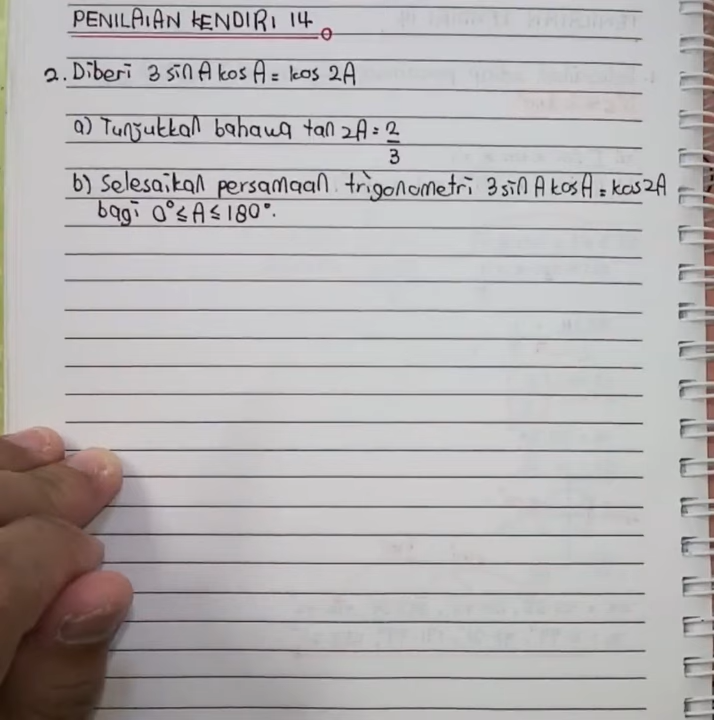 PENILAIAN KENDIRI 14
2. Diberi 3 sin A kos A = kos 2A
a) Tunjukkan bahawa tan 2A = 2/3
b) Selesaikan persamaan trigonometri 3 sin A kos A = kos 2A
bagi 0° ≤ A ≤ 180°.